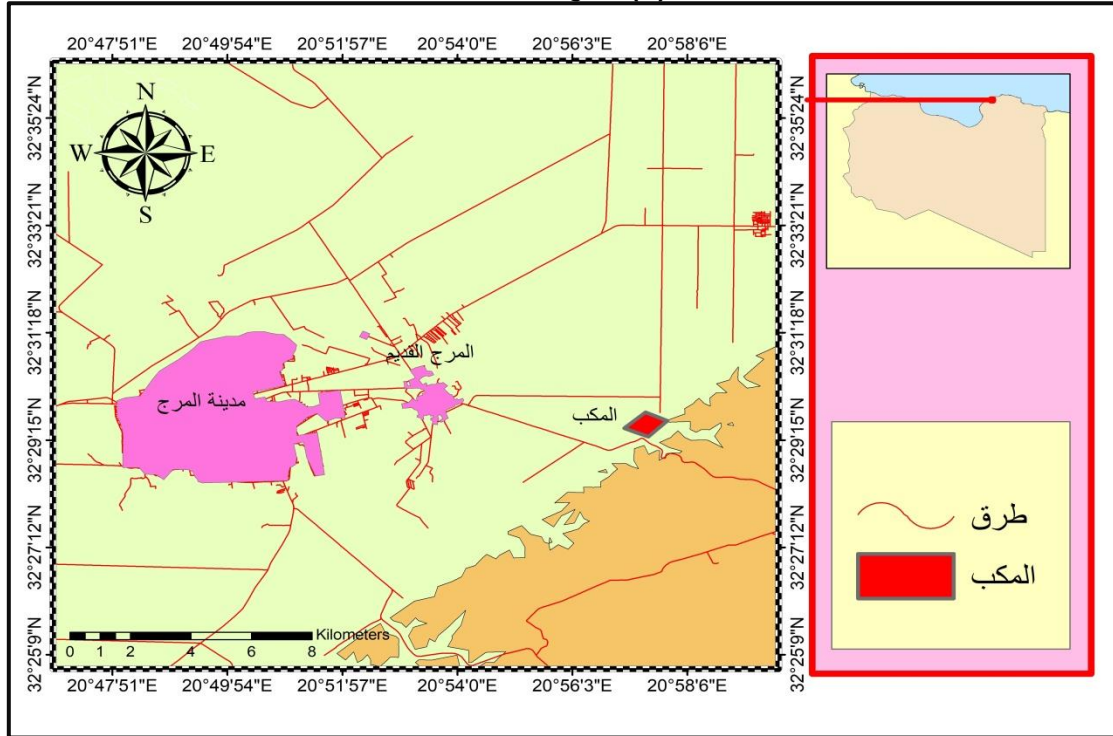 20°47'51"E 20°49'54"E 20°51'57"E 20°54'0"E 20°56'3"E 20°58'6"E
N
W E
S
32°35'24"N
32°33'21"N
32°31'18"N
32°29'15"N
32°27'12"N
32°25'9"N
المرج القديم
مدينة المرج
المكب
Kilometers
0 1 2 4 6 8
20°47'51"E 20°49'54"E 20°51'57"E 20°54'0"E 20°56'3"E 20°58'6"E
32°35'24"N
32°33'21"N
32°31'18"N
32°29'15"N
32°27'12"N
32°25'9"N
طرق
المكب